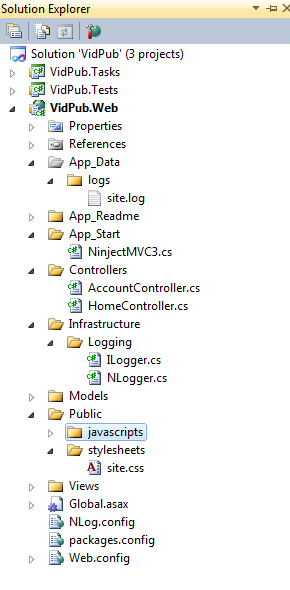 Solution Explorer
Solution 'VidPub' (3 projects)
VidPub.Tasks
VidPub.Tests
VidPub.Web
Properties
References
App_Data
logs
site.log
App_Readme
App_Start
NinjectMVC3.cs
Controllers
AccountController.cs
HomeController.cs
Infrastructure
Logging
ILogger.cs
NLogger.cs
Models
Public
javascripts
stylesheets
site.css
Views
Global.asax
NLog.config
packages.config
Web.config